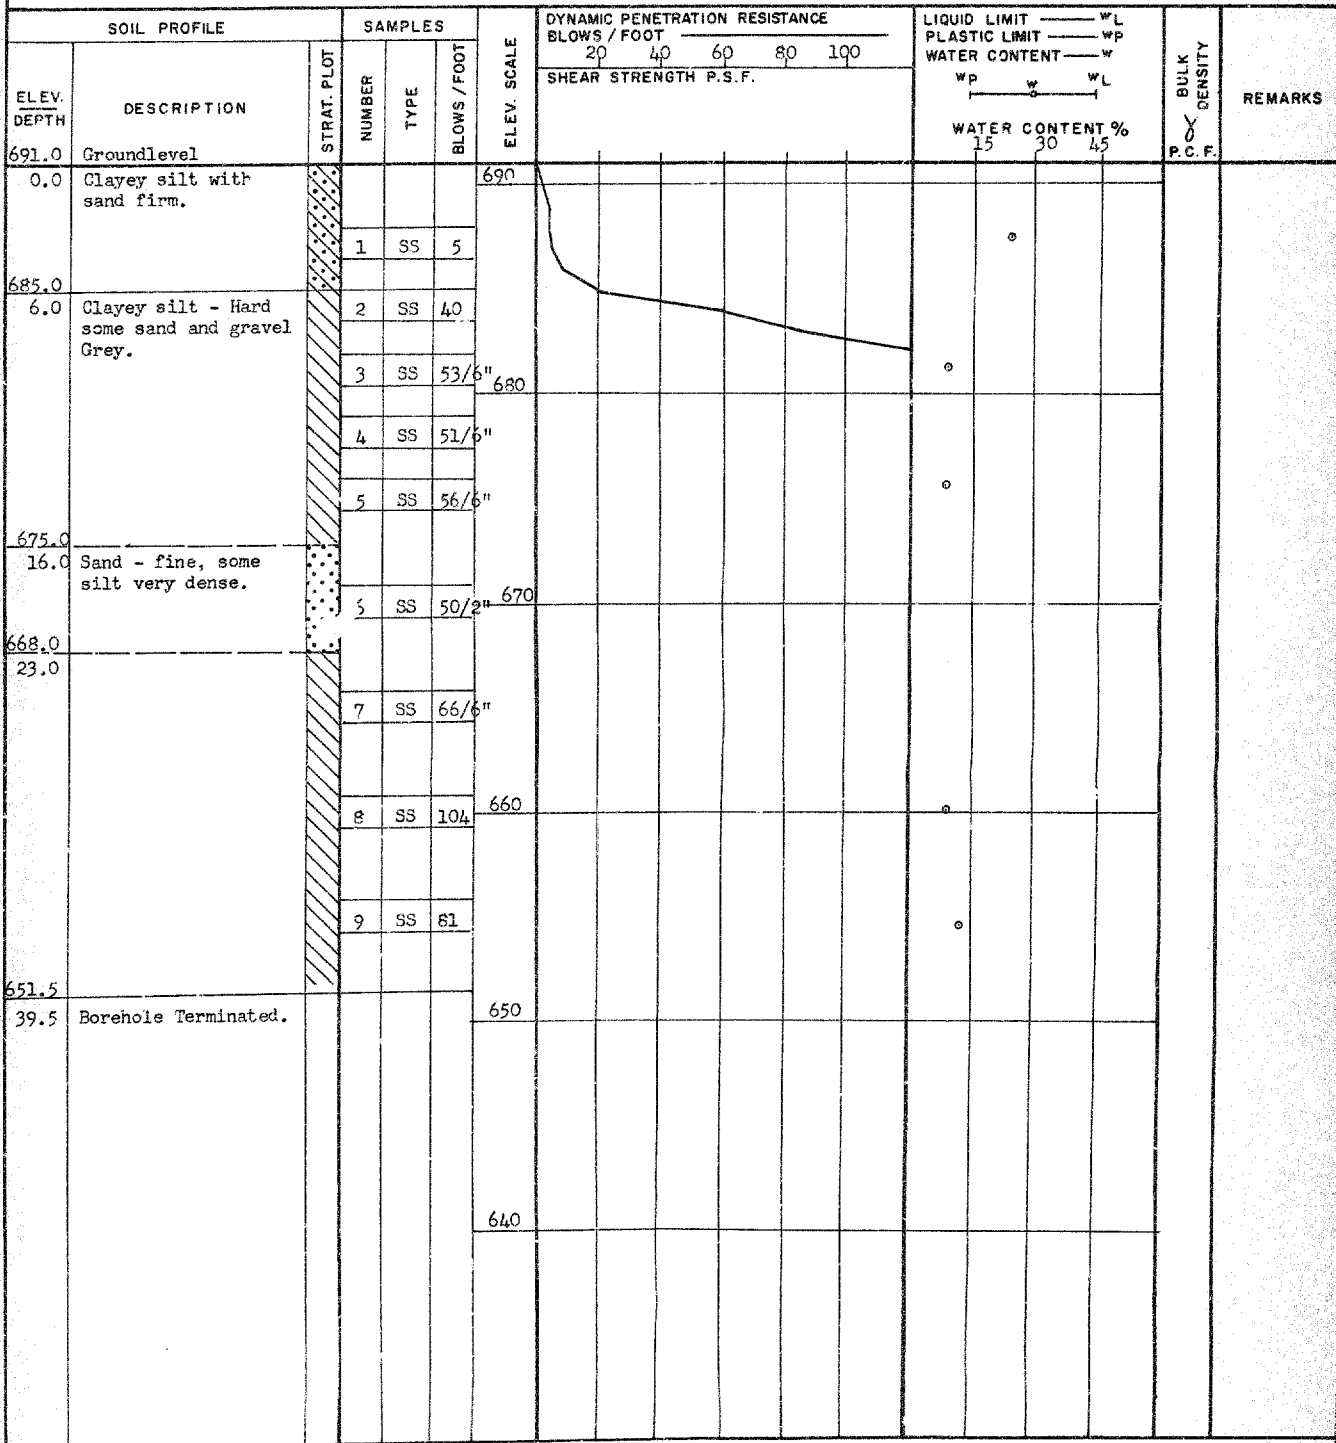 SOIL PROFILE
SAMPLES
ELEV. SCALE
DYNAMIC PENETRATION RESISTANCE
BLOWS / FOOT
20 40 60 80 100
SHEAR STRENGTH P.S.F.
LIQUID LIMIT wL
PLASTIC LIMIT wP
WATER CONTENT w
wP w wL
WATER CONTENT %
15 30 45
BULK DENSITY
γ
P.C.F.
REMARKS
ELEV.
DEPTH
DESCRIPTION
STRAT. PLOT
NUMBER
TYPE
BLOWS / FOOT
691.0 Groundlevel
0.0 Clayey silt with
sand firm.
690
1 SS 5
685.0
6.0 Clayey silt - Hard
some sand and gravel
Grey.
2 SS 40
3 SS 53/6"
680
4 SS 51/6"
5 SS 56/6"
675.0
16.0 Sand - fine, some
silt very dense.
SS 50/2"
670
668.0
23.0
7 SS 66/6"
8 SS 104
660
9 SS 81
651.5
39.5 Borehole Terminated.
650
640